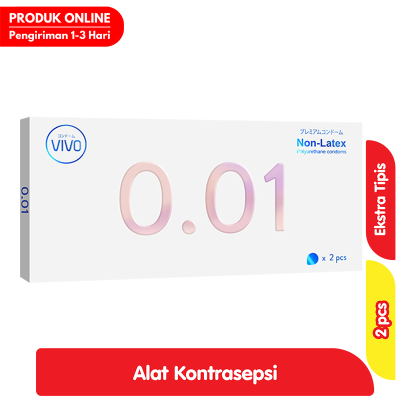 PRODUK ONLINE
Pengiriman 1-3 Hari
コンドーム
VIVO
0.01
0.01
プレミアムコンドーム
Non-Latex
Polyurethane condoms
x 2 pcs
Ekstra Tipis
2 pcs
Alat Kontrasepsi